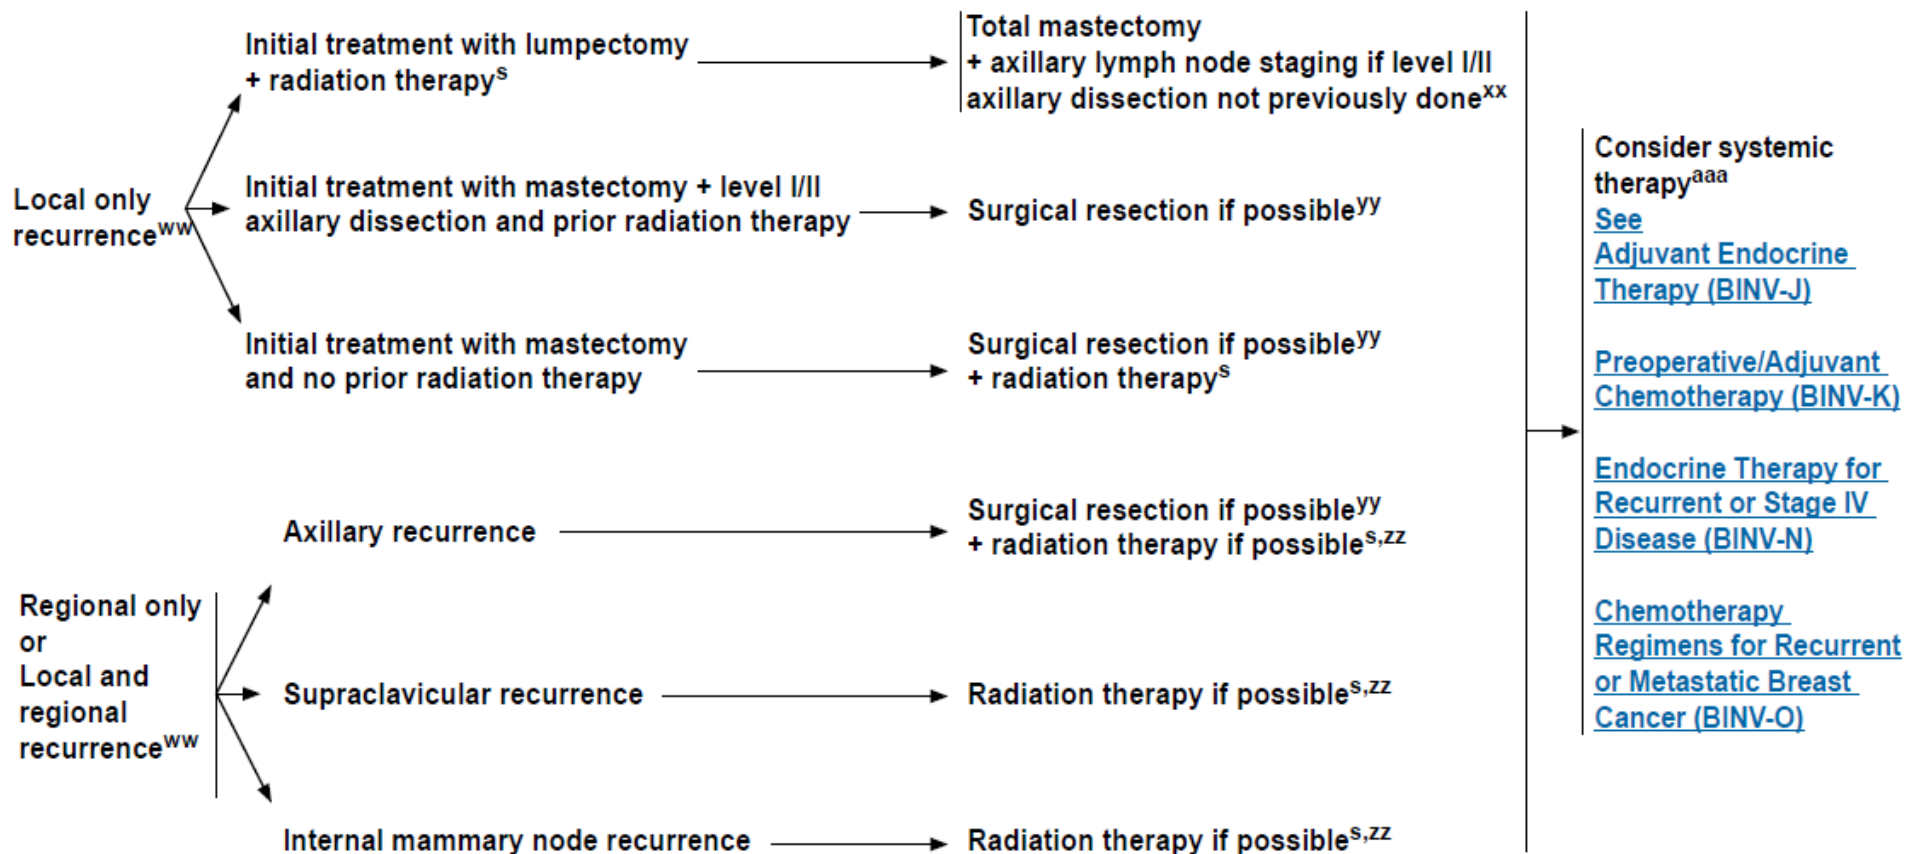 Initial treatment with lumpectomy
+ radiation therapyˢ
Total mastectomy
+ axillary lymph node staging if level I/II
axillary dissection not previously doneˣˣ
Local only
recurrenceʷʷ
Initial treatment with mastectomy + level I/II
axillary dissection and prior radiation therapy
Surgical resection if possibleʸʸ
Initial treatment with mastectomy
and no prior radiation therapy
Surgical resection if possibleʸʸ
+ radiation therapyˢ
Axillary recurrence
Surgical resection if possibleʸʸ
+ radiation therapy if possibleˢ,ᶻᶻ
Regional only
or
Local and
regional
recurrenceʷʷ
Supraclavicular recurrence
Radiation therapy if possibleˢ,ᶻᶻ
Internal mammary node recurrence
Radiation therapy if possibleˢ,ᶻᶻ
Consider systemic
therapyᵃᵃᵃ
See
Adjuvant Endocrine
Therapy (BINV-J)
Preoperative/Adjuvant
Chemotherapy (BINV-K)
Endocrine Therapy for
Recurrent or Stage IV
Disease (BINV-N)
Chemotherapy
Regimens for Recurrent
or Metastatic Breast
Cancer (BINV-O)